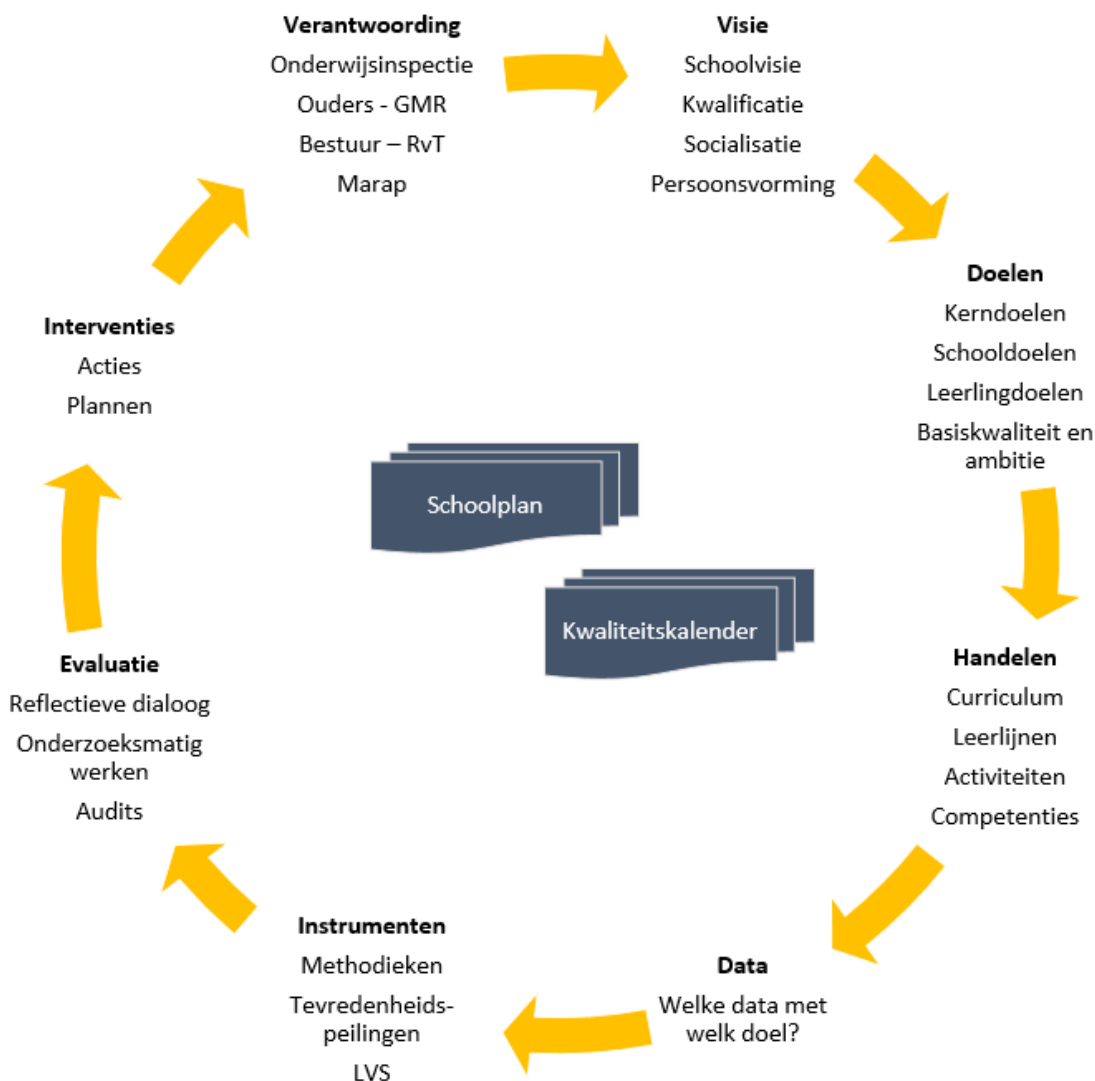 Verantwoording
Onderwijsinspectie
Ouders - GMR
Bestuur – RvT
Marap
Visie
Schoolvisie
Kwalificatie
Socialisatie
Persoonsvorming
Doelen
Kerndoelen
Schooldoelen
Leerlingdoelen
Basiskwaliteit en
ambitie
Handelen
Curriculum
Leerlijnen
Activiteiten
Competenties
Data
Welke data met
welk doel?
Instrumenten
Methodieken
Tevredenheids-
peilingen
LVS
Evaluatie
Reflectieve dialoog
Onderzoeksmatig
werken
Audits
Interventies
Acties
Plannen
Schoolplan
Kwaliteitskalender